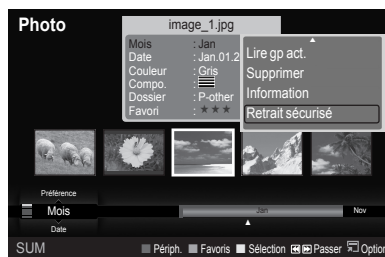 Photo
image_1.jpg
Mois : Jan
Date : Jan.01.2
Couleur : Gris
Compo. :
Dossier : P-other
Favori : ★★★
Lire gp act.
Supprimer
Information
Retrait sécurisé
Préférence
Mois
Date
Jan
Nov
SUM
Périph. Favoris Sélection Passer Option